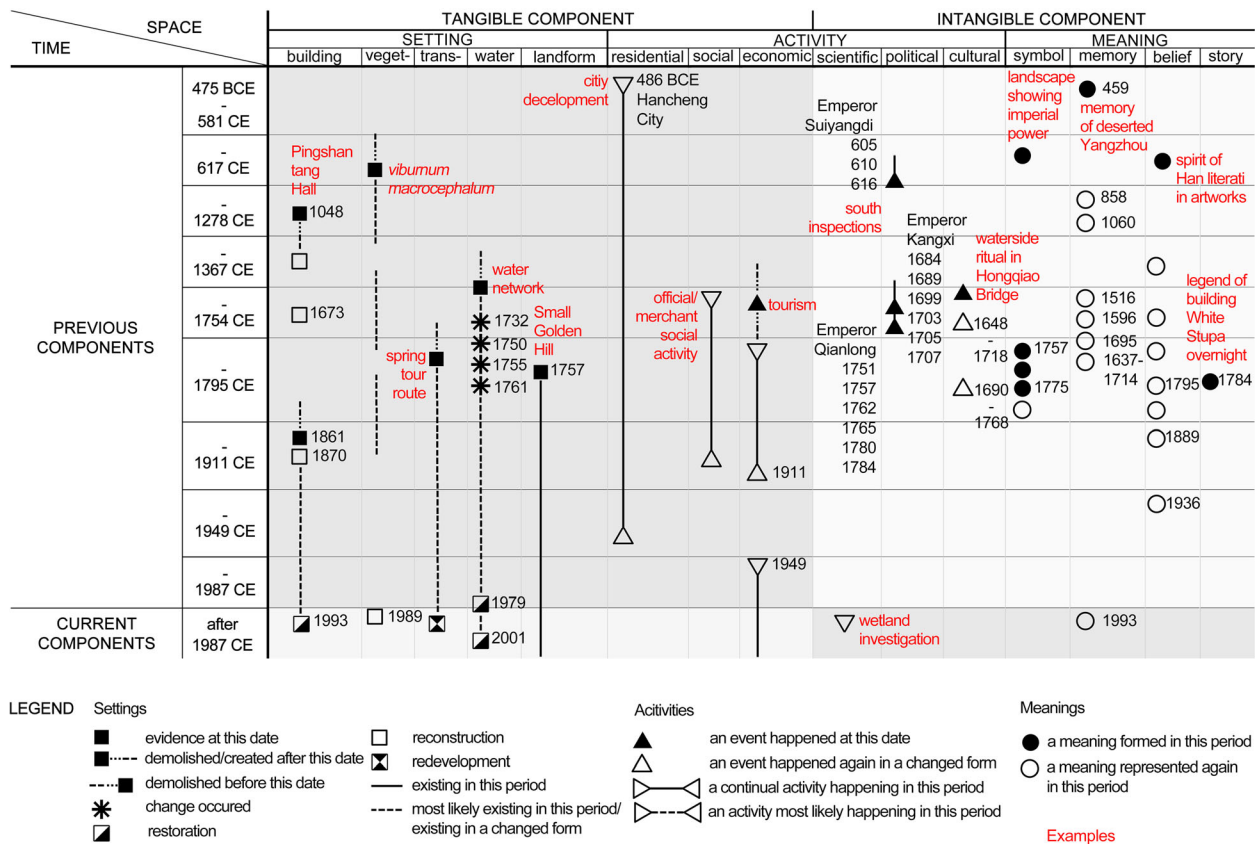 SPACE
TIME
TANGIBLE COMPONENT
INTANGIBLE COMPONENT
SETTING
ACTIVITY
MEANING
building
veget-
trans-
water
landform
residential
social
economic
scientific
political
cultural
symbol
memory
belief
story
PREVIOUS
COMPONENTS
475 BCE
-
581 CE
citiy
decelopment
486 BCE
Hancheng
City
Emperor
Suiyangdi
605
610
616
landscape
showing
imperial
power
459
memory
of deserted
Yangzhou
-
617 CE
Pingshan
tang
Hall
viburnum
macrocephalum
spirit of
Han literati
in artworks
-
1278 CE
1048
south
inspections
858
1060
-
1367 CE
water
network
Emperor
Kangxi
1684
1689
1699
1703
1705
1707
waterside
ritual in
Hongqiao
Bridge
legend of
building
White
Stupa
overnight
-
1754 CE
1673
1732
Small
Golden
Hill
official/
merchant
social
activity
tourism
1648
-
1718
1516
1596
-
1795 CE
spring
tour
route
1750
1755
1761
1757
Emperor
Qianlong
1751
1757
1762
1765
1780
1784
1690
-
1768
1757
1775
1695
1637-
1714
1795
1784
-
1911 CE
1861
1870
1911
1889
-
1949 CE
1936
-
1987 CE
1979
1949
CURRENT
COMPONENTS
after
1987 CE
1993
1989
2001
wetland
investigation
1993
LEGEND
Settings
evidence at this date
demolished/created after this date
demolished before this date
change occured
restoration
reconstruction
redevelopment
existing in this period
most likely existing in this period/
existing in a changed form
Acitivities
an event happened at this date
an event happened again in a changed form
a continual activity happening in this period
an activity most likely happening in this period
Meanings
a meaning formed in this period
a meaning represented again
in this period
Examples